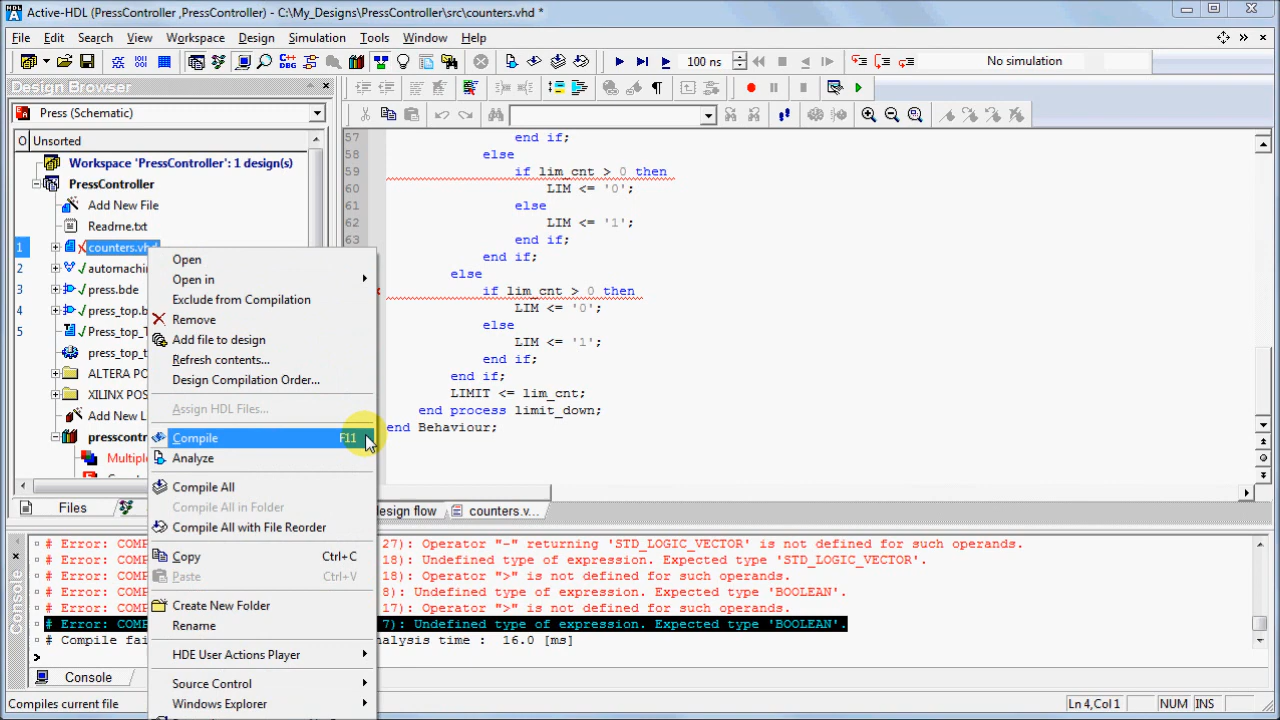 Active-HDL (PressController ,PressController) - C:\My_Designs\PressController\src\counters.vhd *
File Edit Search View Workspace Design Simulation Tools Window Help
100 ns No simulation
Design Browser
Press (Schematic)
O Unsorted
Workspace 'PressController': 1 design(s)
PressController
Add New File
Readme.txt
1 counters.vhd
2 automachin
3 press.bde
4 press_top.b
5 Press_top_T
press_top_t
ALTERA PO
XILINX POS
Add New L
presscontr
Multiple
Files
Open
Open in
Exclude from Compilation
Remove
Add file to design
Refresh contents...
Design Compilation Order...
Assign HDL Files...
Compile F11
Analyze
Compile All
Compile All in Folder
Compile All with File Reorder
Copy Ctrl+C
Paste Ctrl+V
Create New Folder
Rename
HDE User Actions Player
Source Control
Windows Explorer
57 end if;
58 else
59 if lim_cnt > 0 then
60 LIM <= '0';
61 else
62 LIM <= '1';
63 end if;
end if;
else
if lim_cnt > 0 then
LIM <= '0';
else
LIM <= '1';
end if;
end if;
LIMIT <= lim_cnt;
end process limit_down;
end Behaviour;
design flow counters.v...
# Error: COMP 27): Operator "-" returning 'STD_LOGIC_VECTOR' is not defined for such operands.
# Error: COMP 18): Undefined type of expression. Expected type 'STD_LOGIC_VECTOR'.
# Error: COMP 18): Operator ">" is not defined for such operands.
# Error: COMP 8): Undefined type of expression. Expected type 'BOOLEAN'.
# Error: COMP 17): Operator ">" is not defined for such operands.
# Error: COMP 7): Undefined type of expression. Expected type 'BOOLEAN'.
# Compile fai nalysis time : 16.0 [ms]
>
console
Console
Compiles current file Ln 4,Col 1 NUM INS